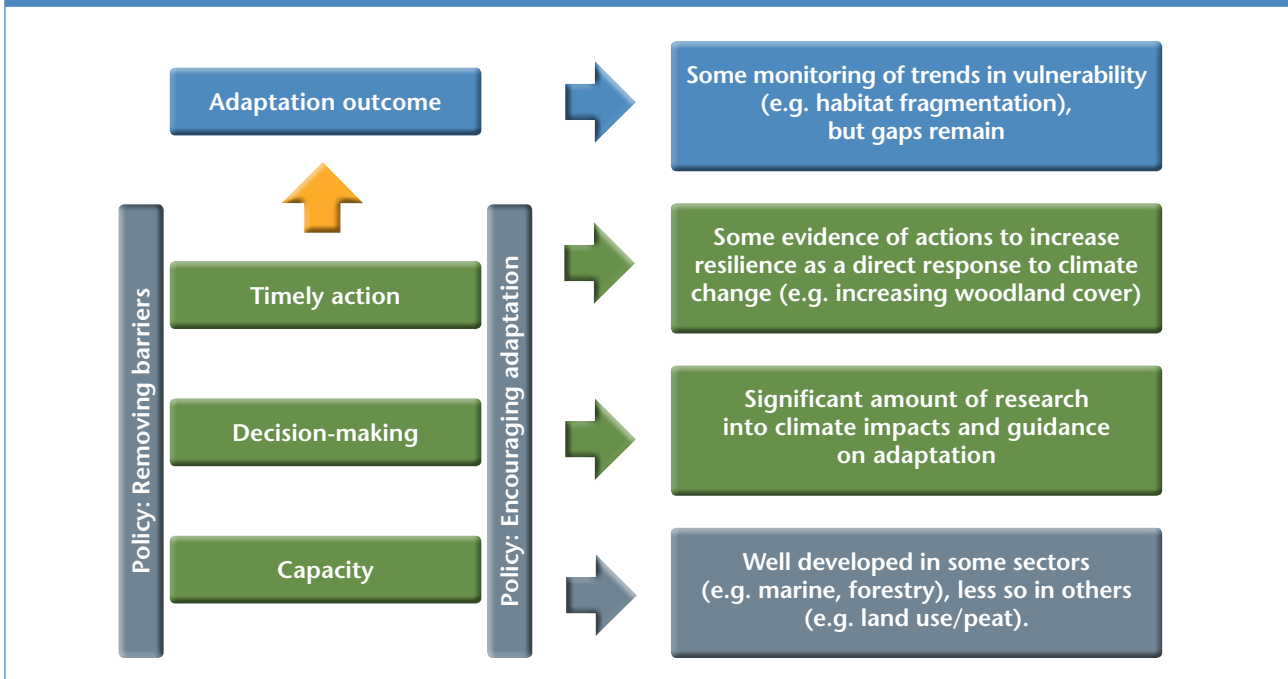 Adaptation outcome
Some monitoring of trends in vulnerability
(e.g. habitat fragmentation),
but gaps remain
Policy: Removing barriers
Timely action
Policy: Encouraging adaptation
Some evidence of actions to increase
resilience as a direct response to climate
change (e.g. increasing woodland cover)
Decision-making
Significant amount of research
into climate impacts and guidance
on adaptation
Capacity
Well developed in some sectors
(e.g. marine, forestry), less so in others
(e.g. land use/peat).